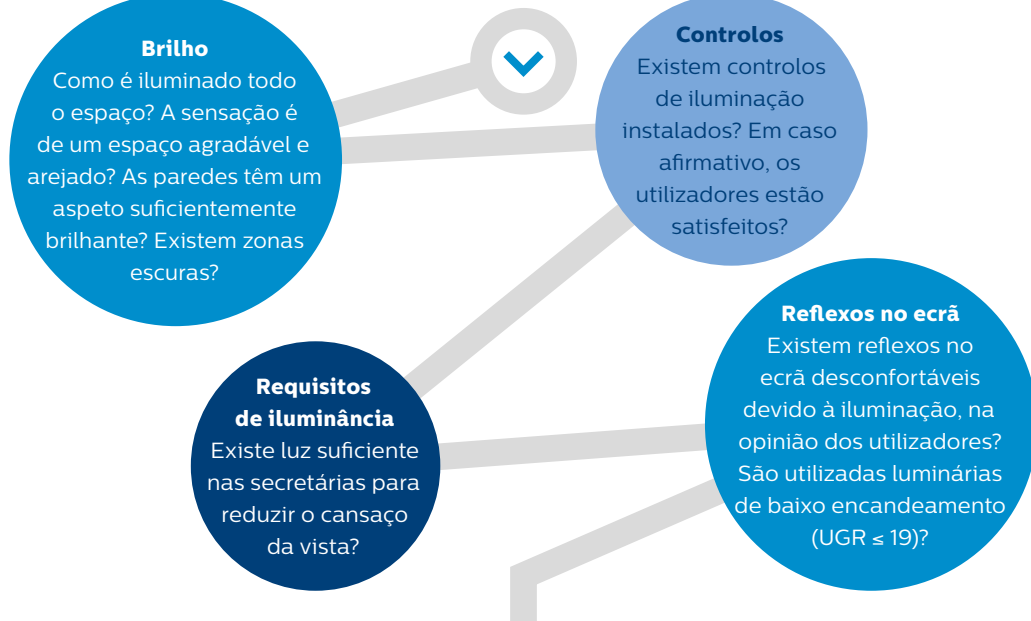 Brilho
Como é iluminado todo
o espaço? A sensação é
de um espaço agradável e
arejado? As paredes têm um
aspeto suficientemente
brilhante? Existem zonas
escuras?
Controlos
Existem controlos
de iluminação
instalados? Em caso
afirmativo, os
utilizadores estão
satisfeitos?
Requisitos
de iluminância
Existe luz suficiente
nas secretárias para
reduzir o cansaço
da vista?
Reflexos no ecrã
Existem reflexos no
ecrã desconfortáveis
devido à iluminação, na
opinião dos utilizadores?
São utilizadas luminárias
de baixo encandeamento
(UGR ≤ 19)?